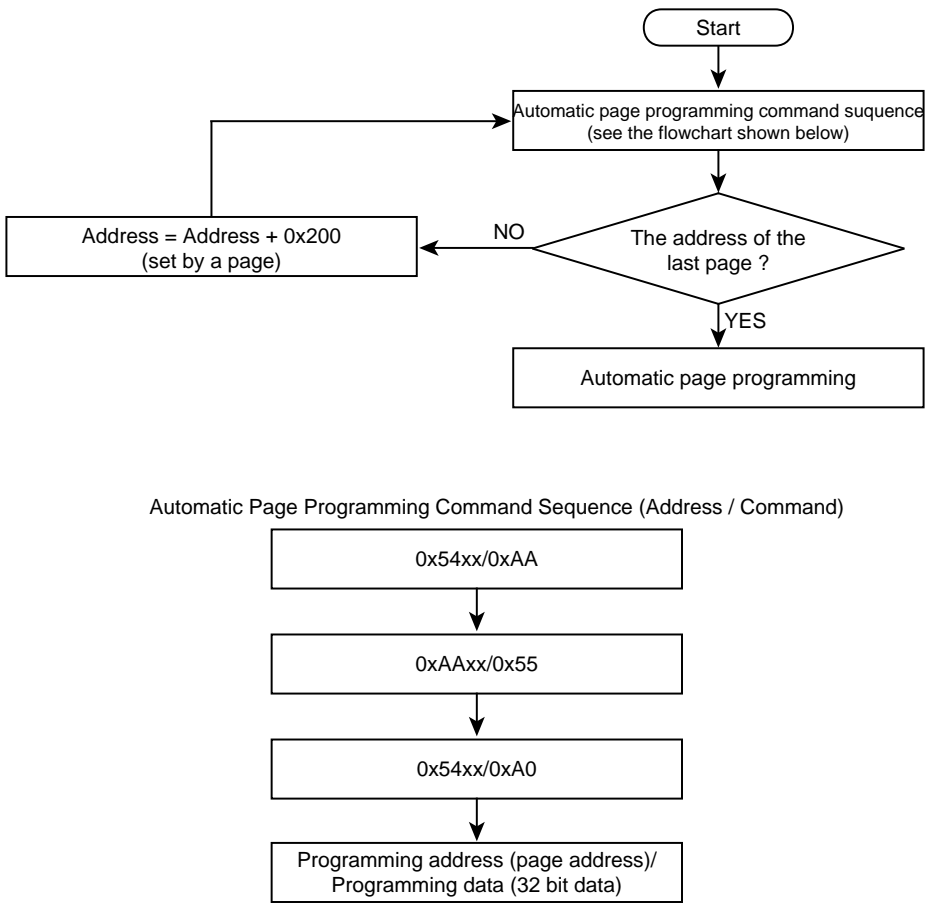 Start
Automatic page programming command suquence
(see the flowchart shown below)
Address = Address + 0x200
(set by a page)
NO
The address of the
last page ?
YES
Automatic page programming
Automatic Page Programming Command Sequence (Address / Command)
0x54xx/0xAA
0xAAxx/0x55
0x54xx/0xA0
Programming address (page address)/
Programming data (32 bit data)